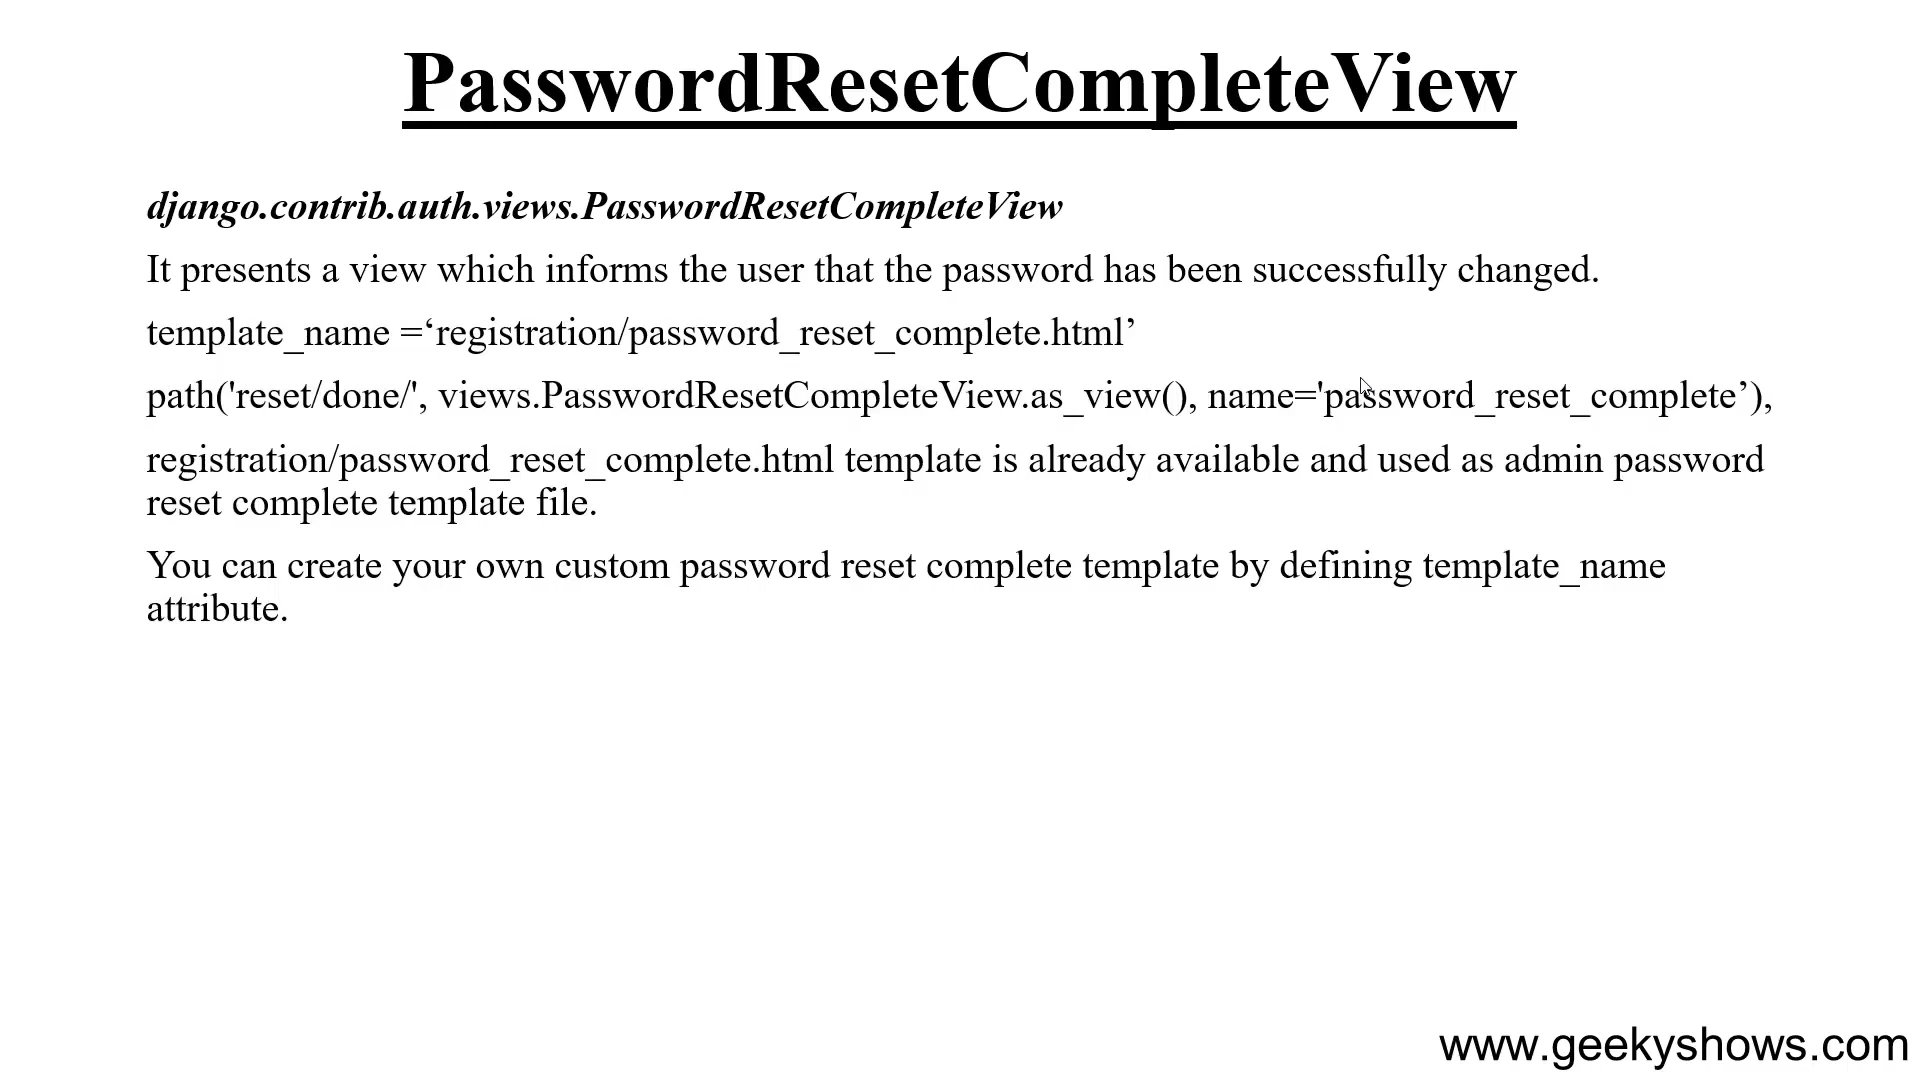 PasswordResetCompleteView
django.contrib.auth.views.PasswordResetCompleteView
It presents a view which informs the user that the password has been successfully changed.
template_name =‘registration/password_reset_complete.html’
path('reset/done/', views.PasswordResetCompleteView.as_view(), name='password_reset_complete’),
registration/password_reset_complete.html template is already available and used as admin password
reset complete template file.
You can create your own custom password reset complete template by defining template_name
attribute.
www.geekyshows.com